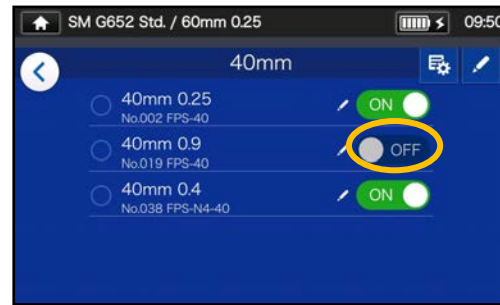 SM G652 Std. / 60mm 0.25 09:50
40mm
40mm 0.25 ON
No.002 FPS-40
40mm 0.9 OFF
No.019 FPS-40
40mm 0.4 ON
No.038 FPS-N4-40